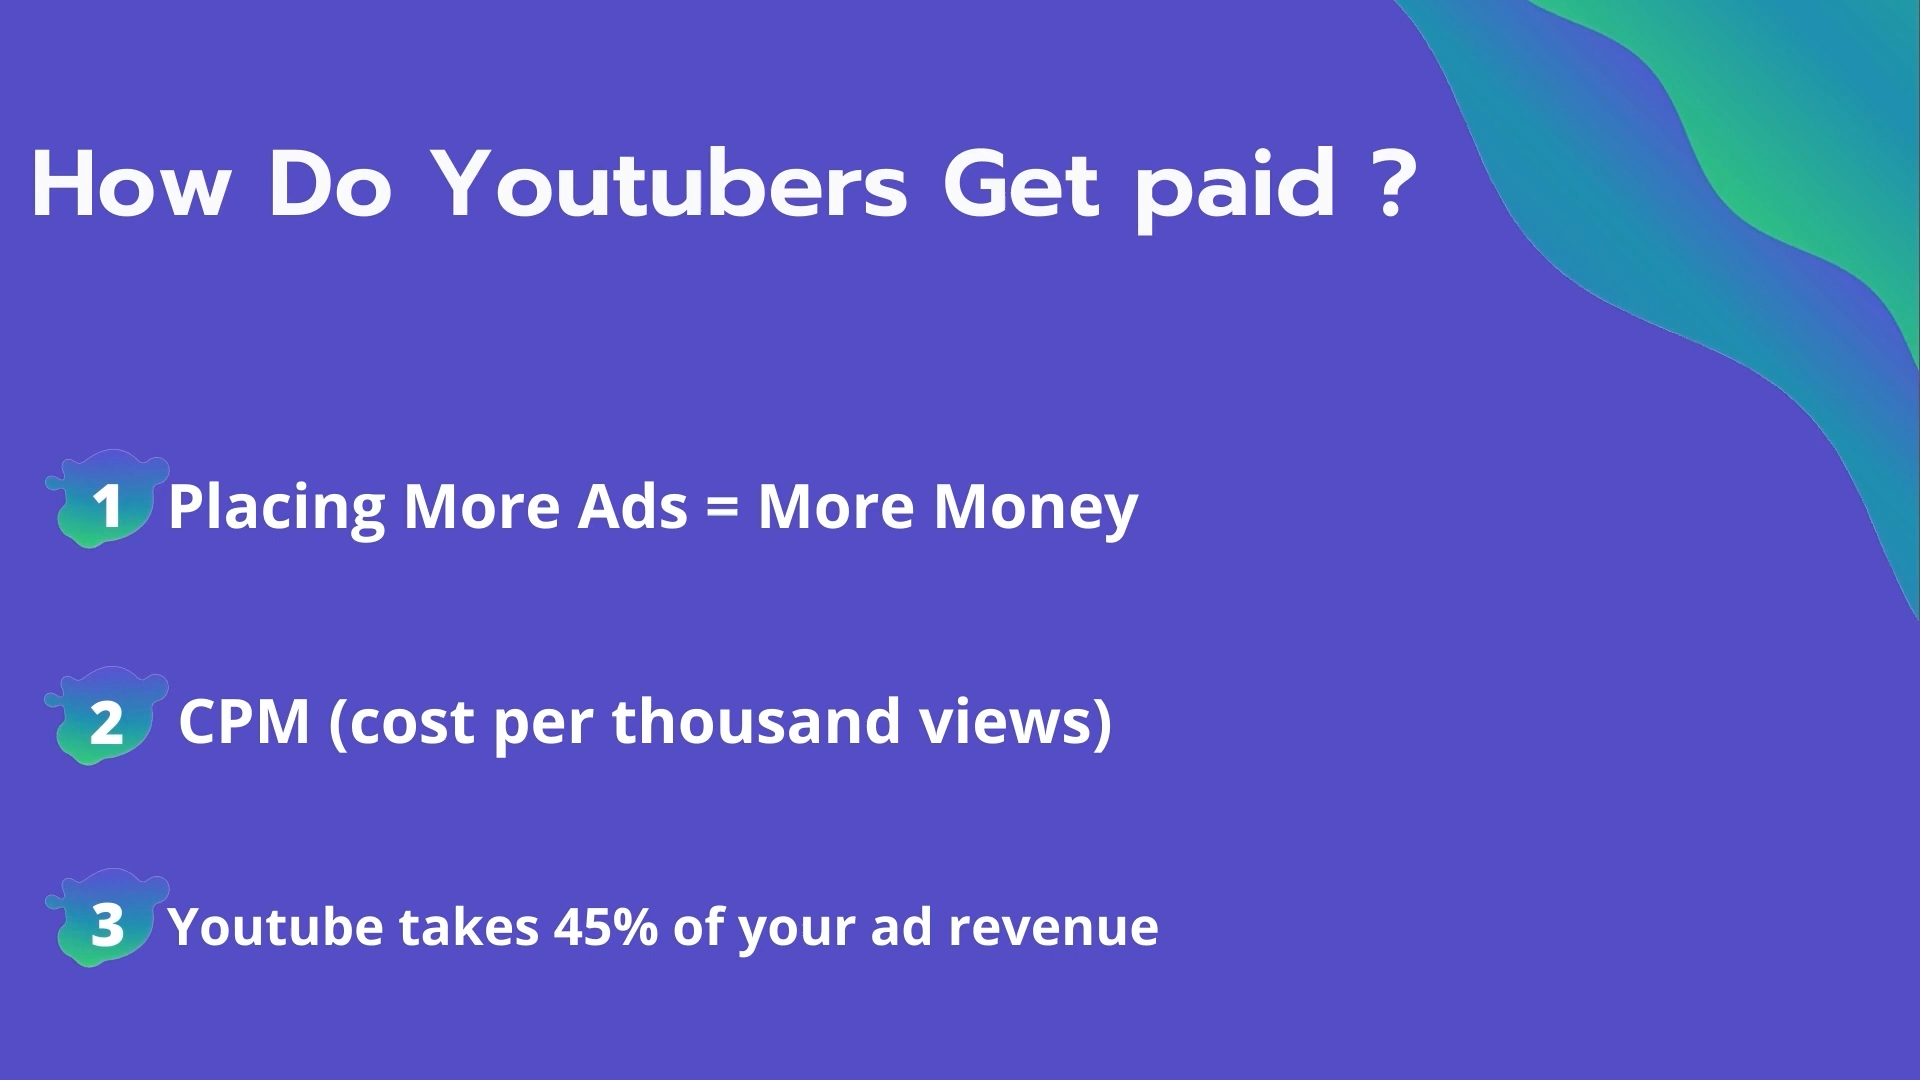 How Do Youtubers Get paid ?
1 Placing More Ads = More Money
2 CPM (cost per thousand views)
3 Youtube takes 45% of your ad revenue